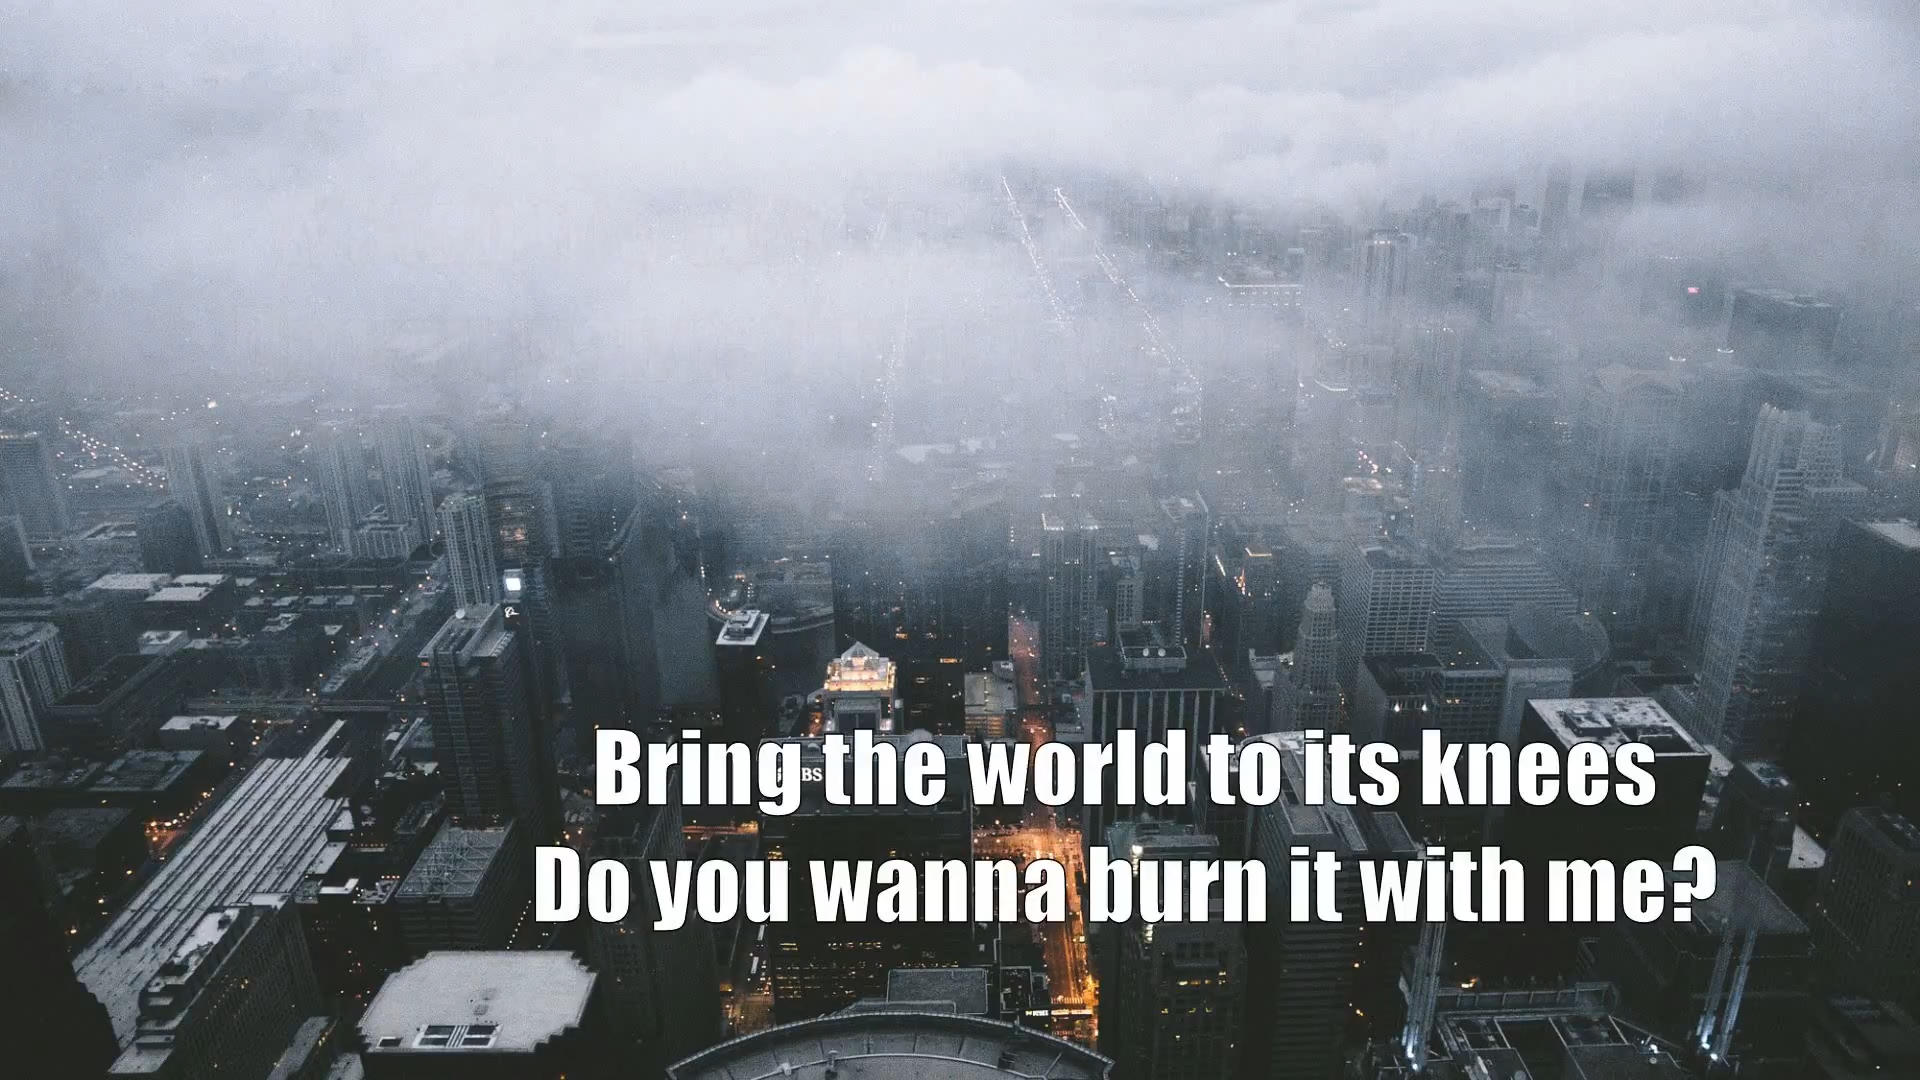 Bring the world to its knees
Do you wanna burn it with me?